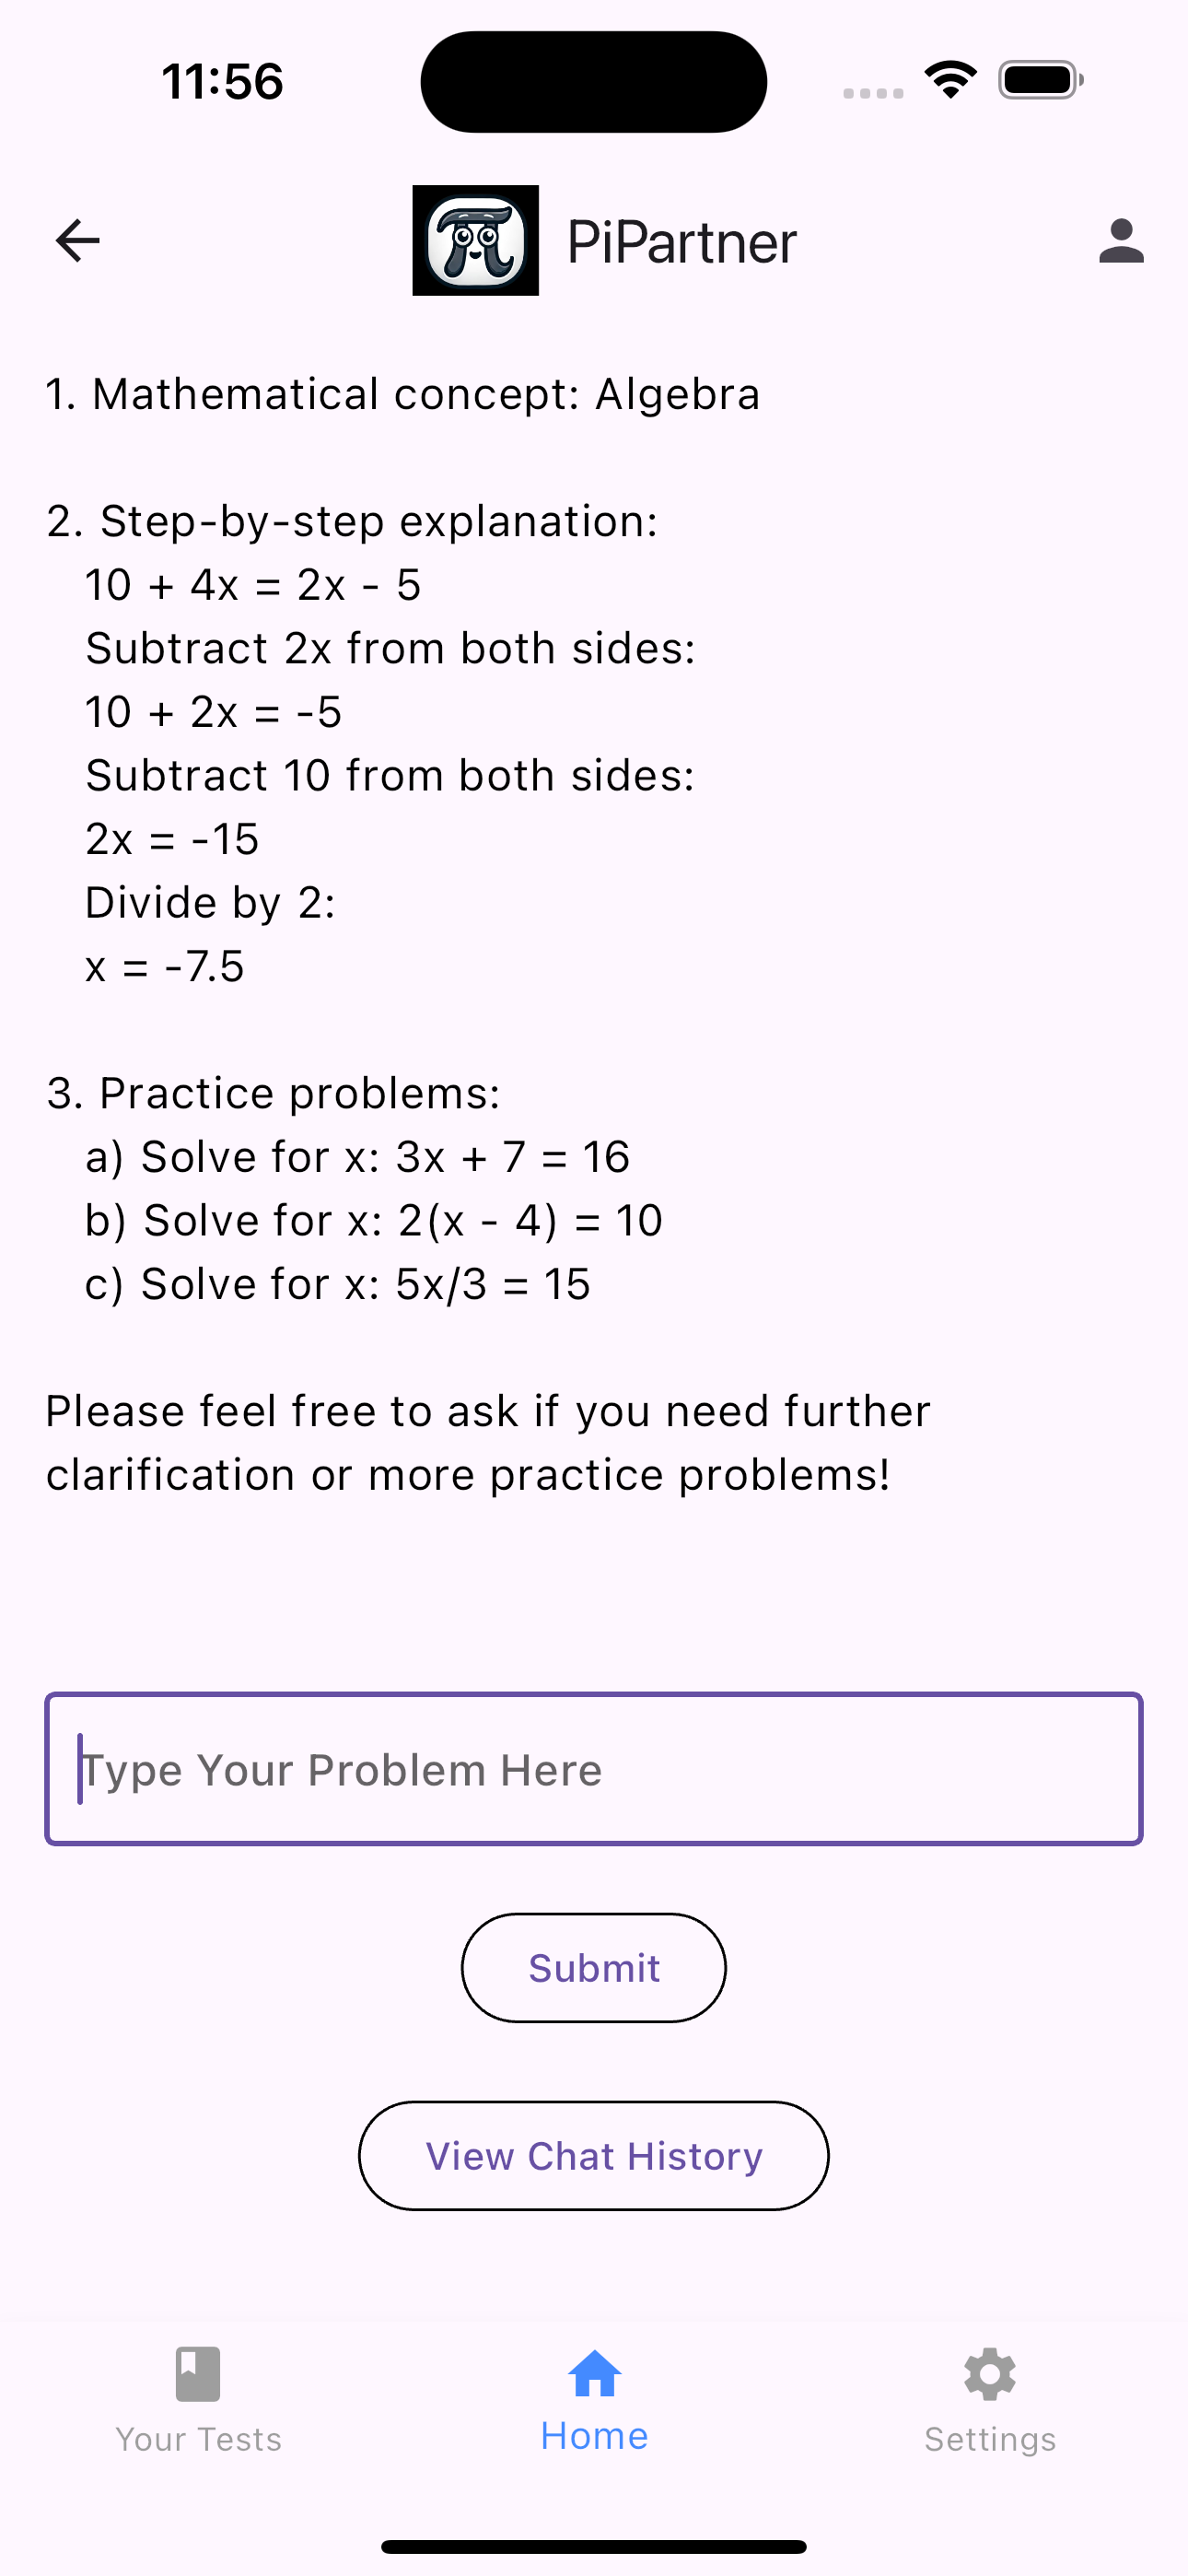 11:56
PiPartner
1. Mathematical concept: Algebra
2. Step-by-step explanation:
10 + 4x = 2x - 5
Subtract 2x from both sides:
10 + 2x = -5
Subtract 10 from both sides:
2x = -15
Divide by 2:
x = -7.5
3. Practice problems:
a) Solve for x: 3x + 7 = 16
b) Solve for x: 2(x - 4) = 10
c) Solve for x: 5x/3 = 15
Please feel free to ask if you need further
clarification or more practice problems!
Type Your Problem Here
Submit
View Chat History
Your Tests
Home
Settings